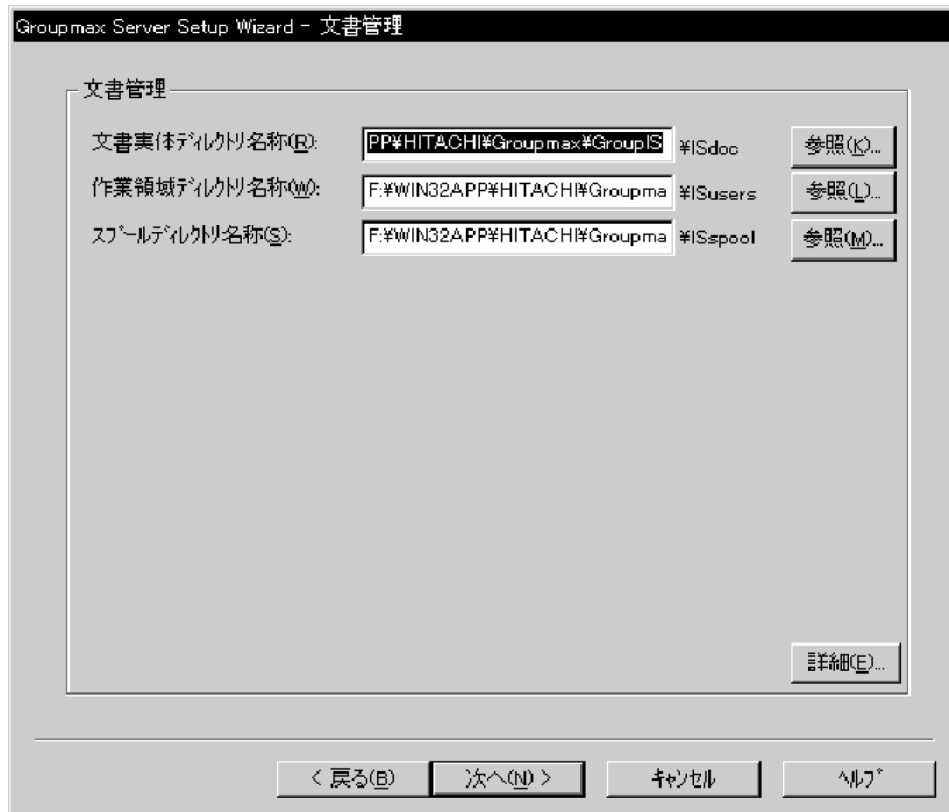 Groupmax Server Setup Wizard - 文書管理
文書管理
文書実体ﾃﾞｨﾚｸﾄﾘ名称(R): PP¥HITACHI¥Groupmax¥GroupIS ¥ISdoc 参照(K)...
作業領域ﾃﾞｨﾚｸﾄﾘ名称(W): F:¥WIN32APP¥HITACHI¥Groupma ¥ISusers 参照(L)...
ｽﾌﾟｰﾙﾃﾞｨﾚｸﾄﾘ名称(S): F:¥WIN32APP¥HITACHI¥Groupma ¥ISspool 参照(M)...
詳細(E)...
< 戻る(B) 次へ(N) > ｷｬﾝｾﾙ ﾍﾙﾌﾟ